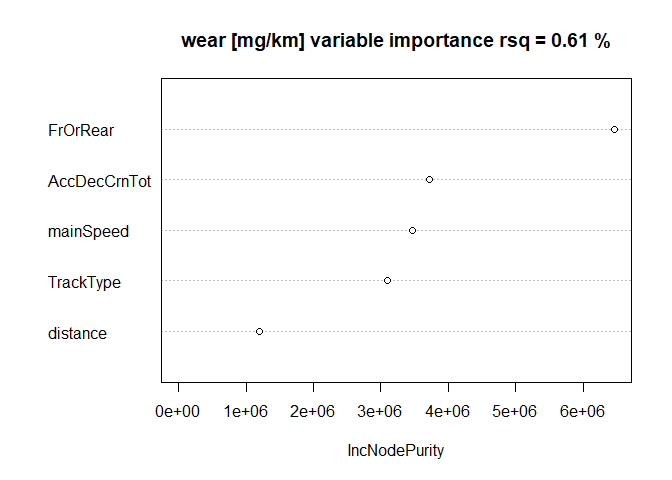 wear [mg/km] variable importance rsq = 0.61 %
FrOrRear
AccDecCrnTot
mainSpeed
TrackType
distance
0e+00 1e+06 2e+06 3e+06 4e+06 5e+06 6e+06
IncNodePurity